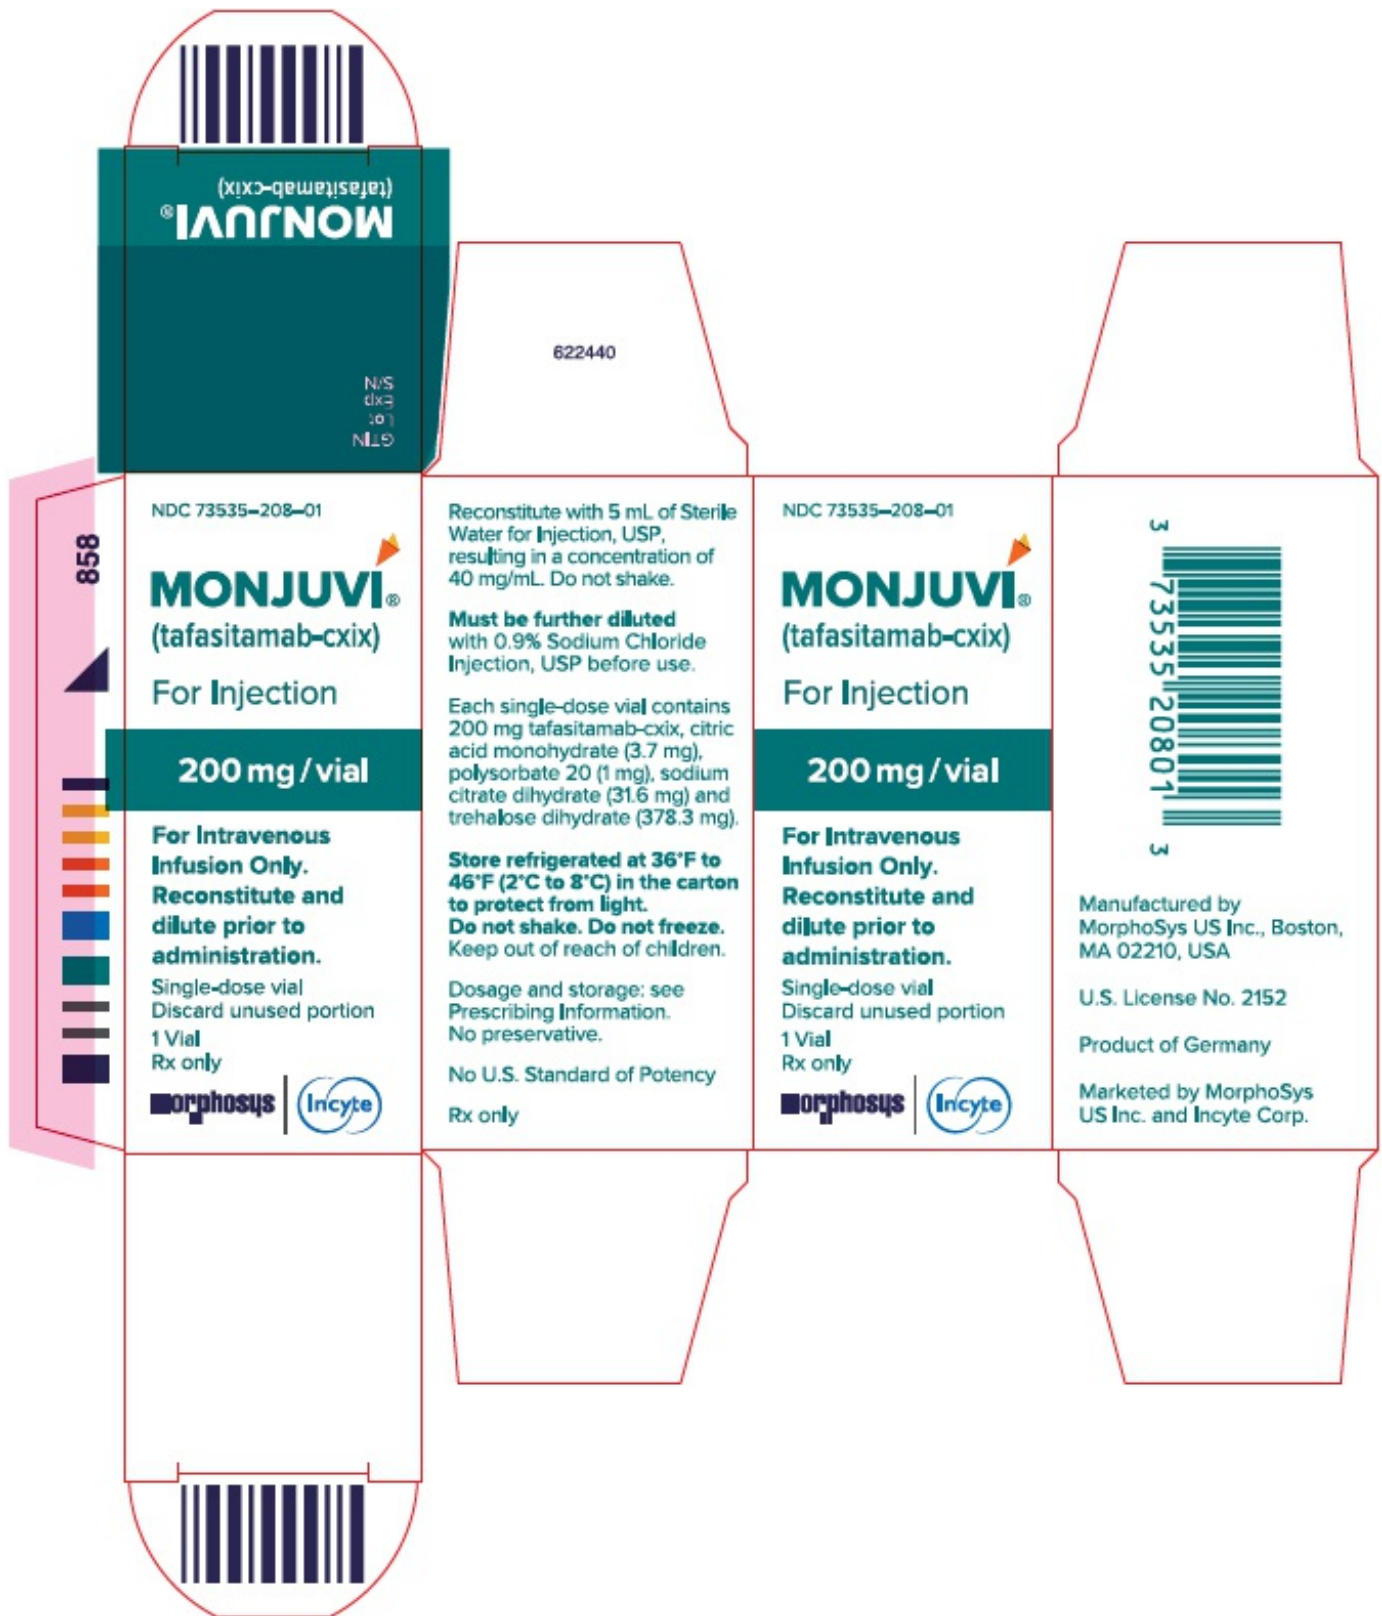 (tafasitamab-cxix)
MONJUVI®
S/N
Exp
Lot
GTIN
622440
858
NDC 73535-208-01
MONJUVI®
(tafasitamab-cxix)
For Injection
200 mg / vial
For Intravenous
Infusion Only.
Reconstitute and
dilute prior to
administration.
Single-dose vial
Discard unused portion
1 Vial
Rx only
morphosys
Incyte
Reconstitute with 5 mL of Sterile
Water for Injection, USP,
resulting in a concentration of
40 mg/mL. Do not shake.
Must be further diluted
with 0.9% Sodium Chloride
Injection, USP before use.
Each single-dose vial contains
200 mg tafasitamab-cxix, citric
acid monohydrate (3.7 mg),
polysorbate 20 (1 mg), sodium
citrate dihydrate (31.6 mg) and
trehalose dihydrate (378.3 mg).
Store refrigerated at 36°F to
46°F (2°C to 8°C) in the carton
to protect from light.
Do not shake. Do not freeze.
Keep out of reach of children.
Dosage and storage: see
Prescribing Information.
No preservative.
No U.S. Standard of Potency
Rx only
NDC 73535-208-01
MONJUVI®
(tafasitamab-cxix)
For Injection
200 mg / vial
For Intravenous
Infusion Only.
Reconstitute and
dilute prior to
administration.
Single-dose vial
Discard unused portion
1 Vial
Rx only
morphosys
Incyte
3 73535 20801 3
Manufactured by
MorphoSys US Inc., Boston,
MA 02210, USA
U.S. License No. 2152
Product of Germany
Marketed by MorphoSys
US Inc. and Incyte Corp.